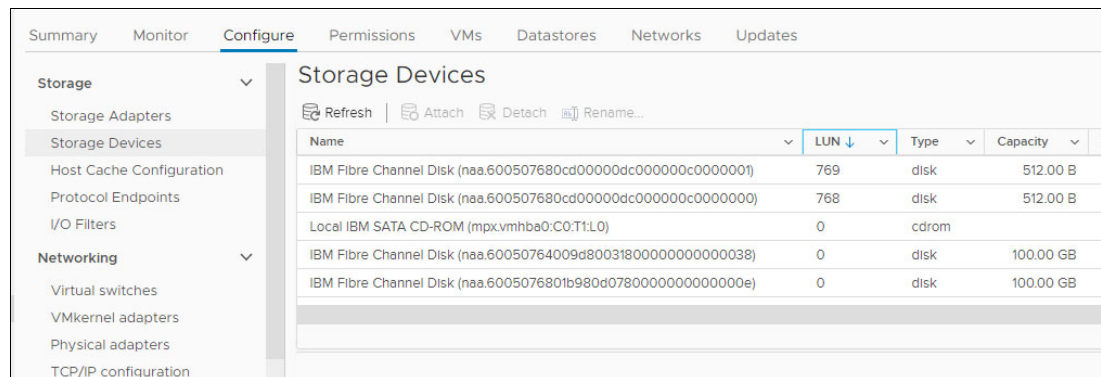 Summary Monitor Configure Permissions VMs Datastores Networks Updates
Storage
Storage Adapters
Storage Devices
Host Cache Configuration
Protocol Endpoints
I/O Filters
Networking
Virtual switches
VMkernel adapters
Physical adapters
TCP/IP configuration
Storage Devices
Refresh Attach Detach Rename...
Name LUN ↓ Type Capacity
IBM Fibre Channel Disk (naa.600507680cd00000dc000000c0000001) 769 disk 512.00 B
IBM Fibre Channel Disk (naa.600507680cd00000dc000000c0000000) 768 disk 512.00 B
Local IBM SATA CD-ROM (mpx.vmhba0:C0:T1:L0) 0 cdrom
IBM Fibre Channel Disk (naa.60050764009d80031800000000000038) 0 disk 100.00 GB
IBM Fibre Channel Disk (naa.6005076801b980d0780000000000000e) 0 disk 100.00 GB